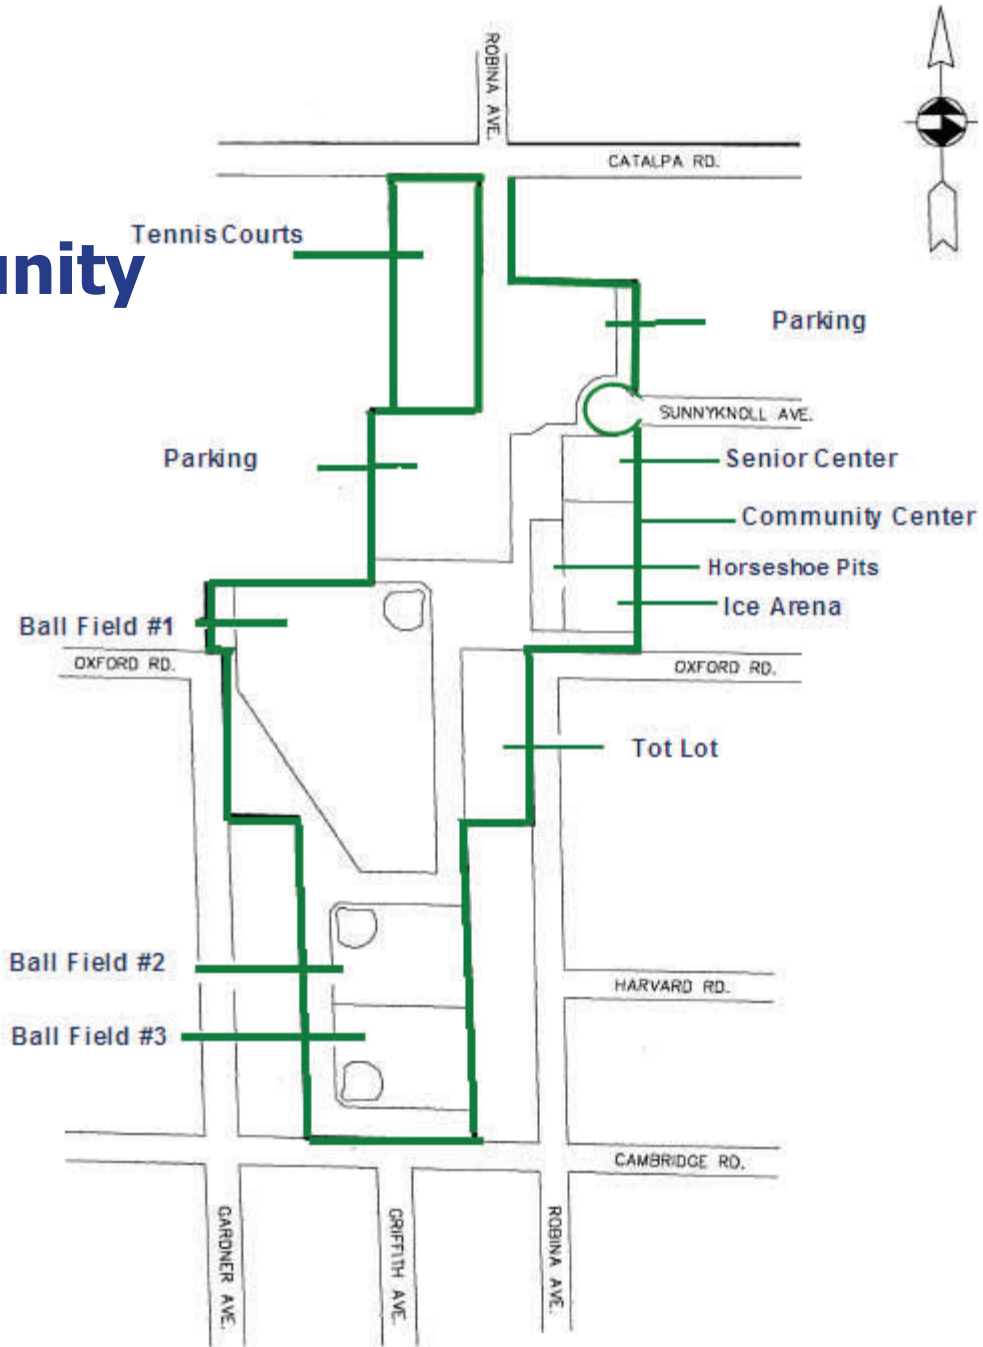 ROBINA AVE.
CATALPA RD.
Tennis Courts
unity
Parking
SUNNYKNOLL AVE.
Parking
Senior Center
Community Center
Horseshoe Pits
Ice Arena
Ball Field #1
OXFORD RD.
OXFORD RD.
Tot Lot
Ball Field #2
HARVARD RD.
Ball Field #3
CAMBRIDGE RD.
GARDNER AVE.
GRIFFITH AVE.
ROBINA AVE.